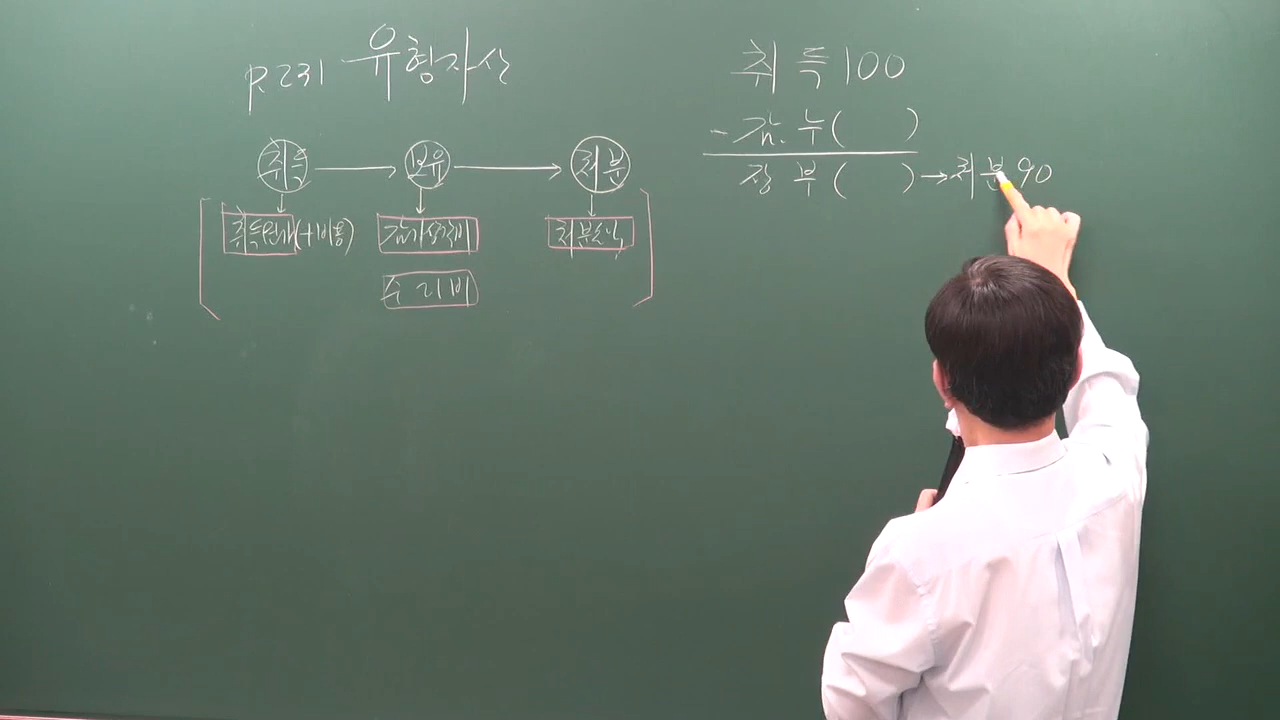 P.231 유형자산
취득 → 보유 → 처분
취득원가(+비용) 감가상각비 처분손익
수리비
취득 100
- 감.누( )
장부( ) → 처분 90